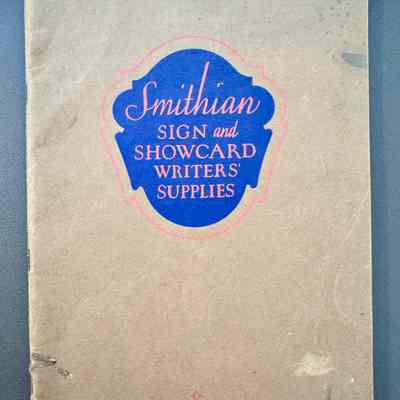 Smithian
SIGN and
SHOWCARD
WRITERS'
SUPPLIES